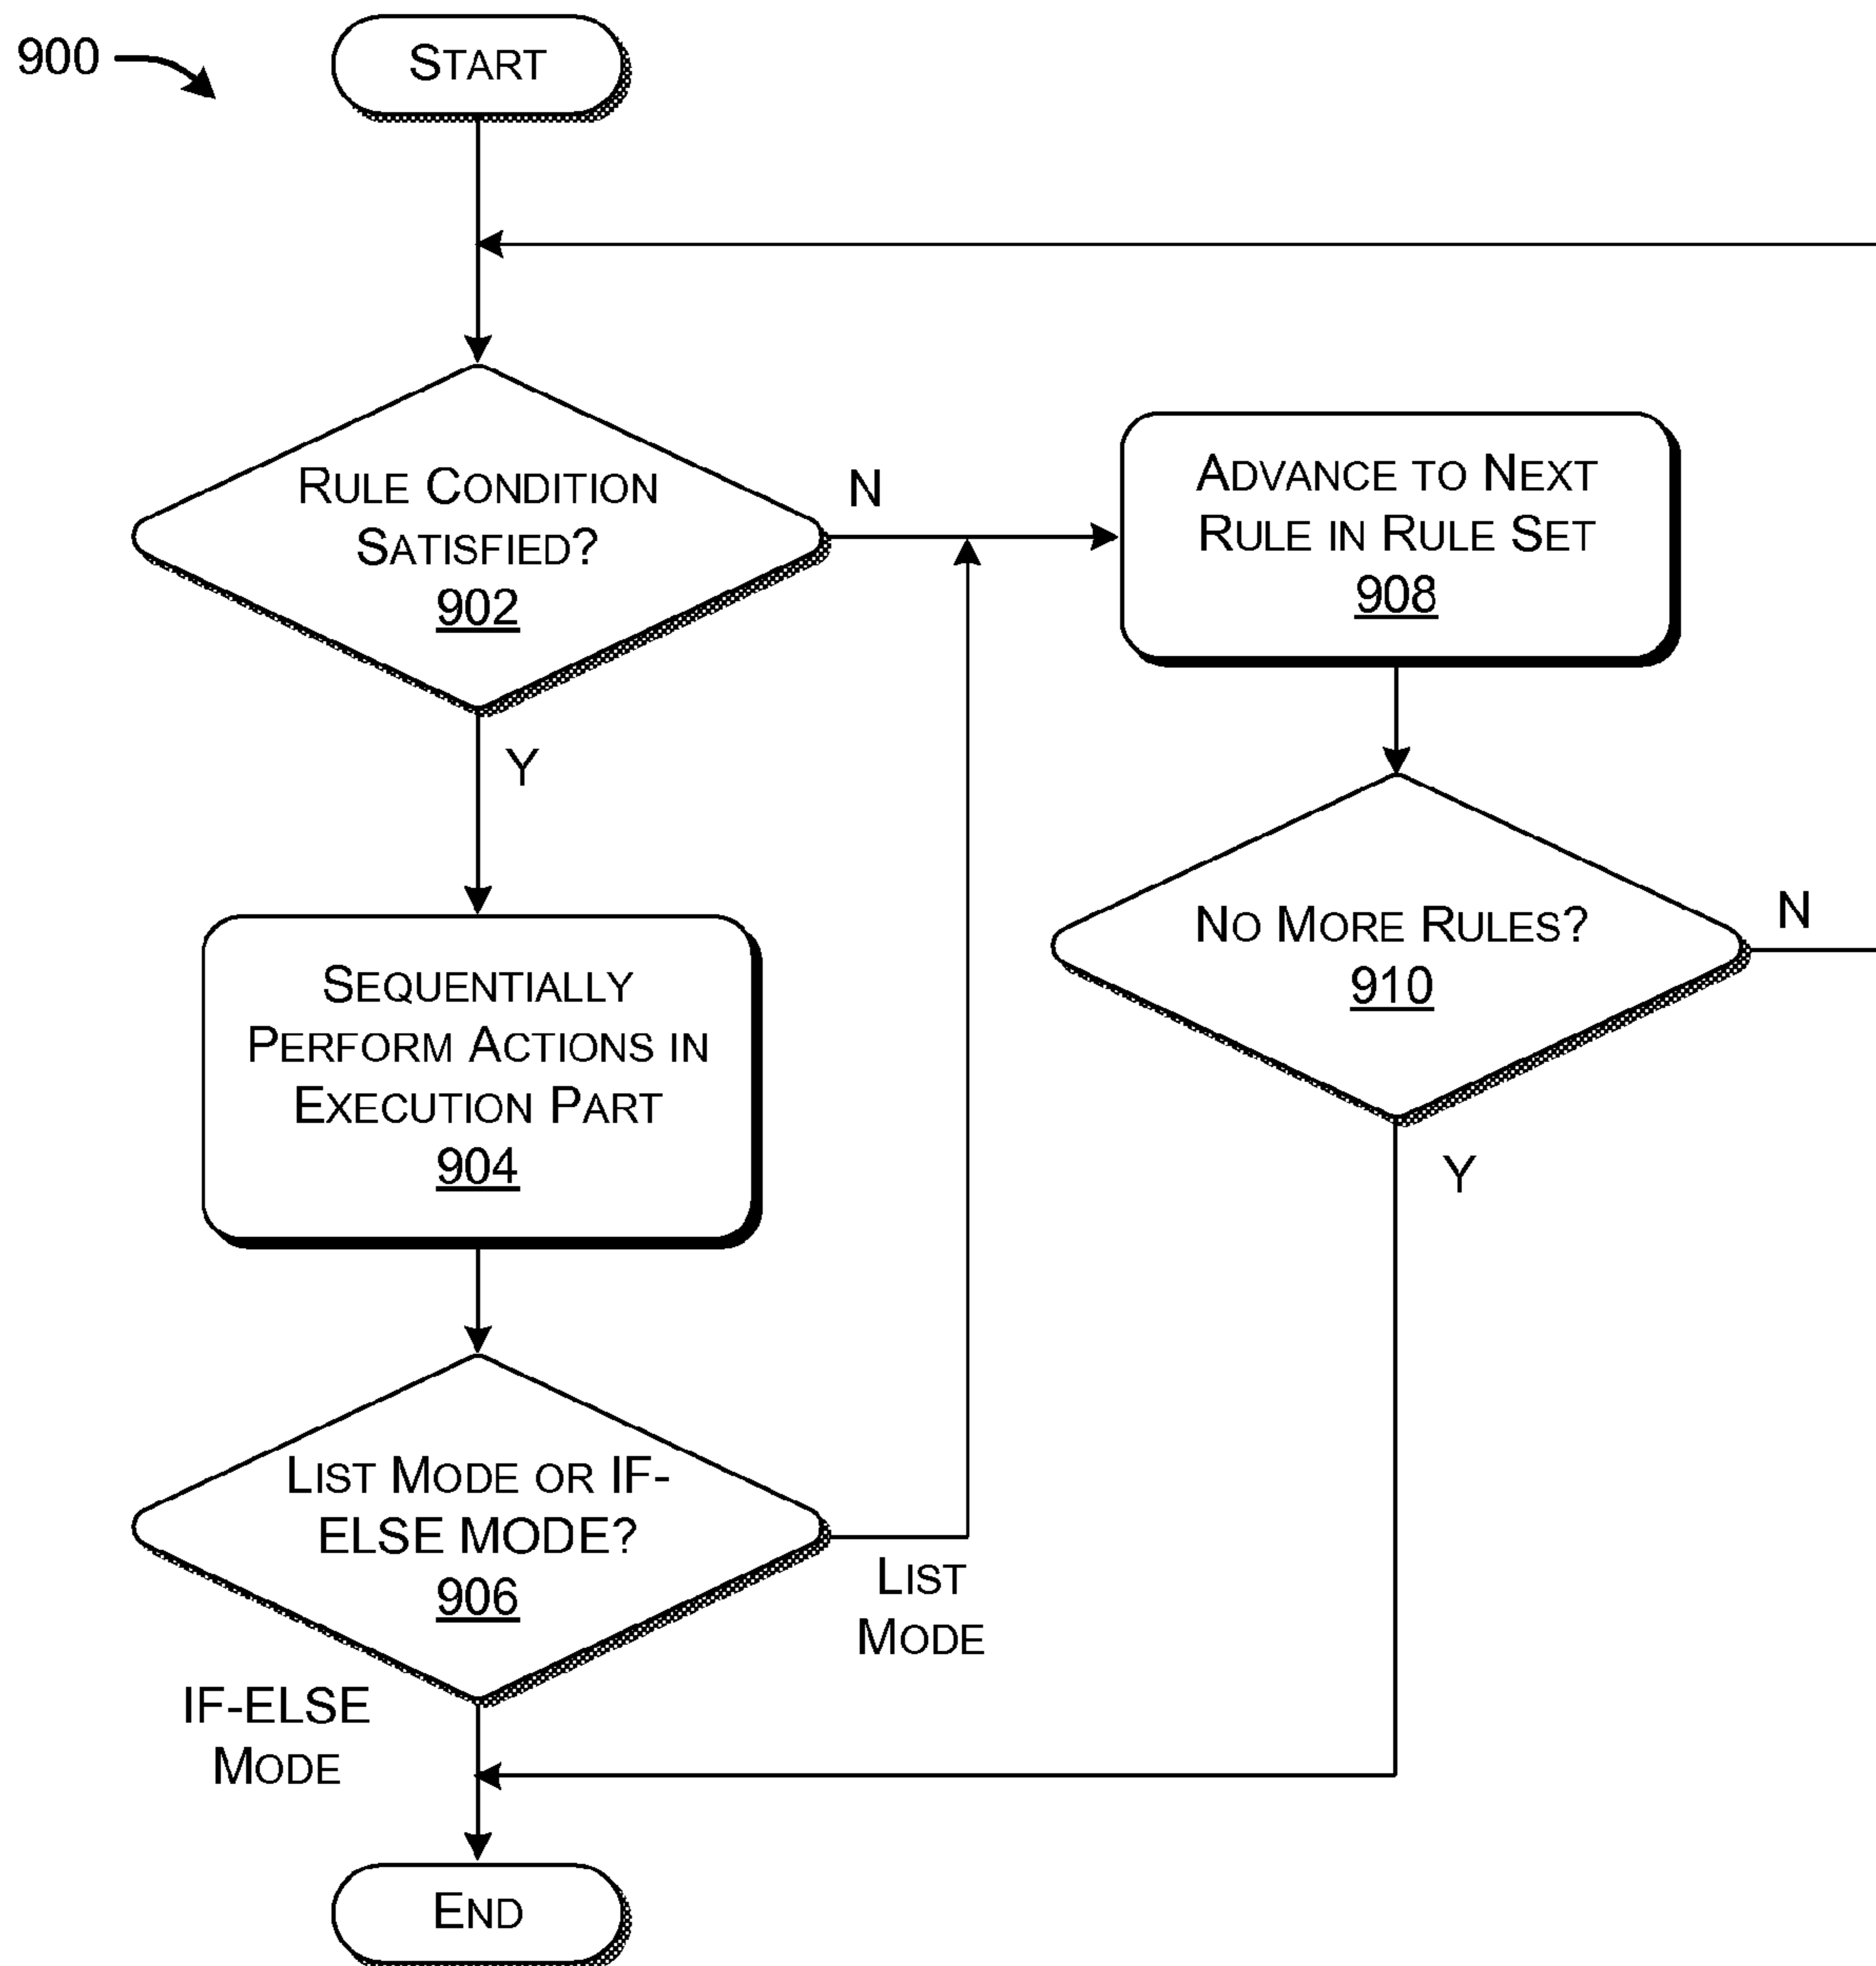 900
START
RULE CONDITION
SATISFIED?
902
N
Y
ADVANCE TO NEXT
RULE IN RULE SET
908
NO MORE RULES?
910
N
Y
SEQUENTIALLY
PERFORM ACTIONS IN
EXECUTION PART
904
LIST MODE OR IF-
ELSE MODE?
906
LIST
MODE
IF-ELSE
MODE
END